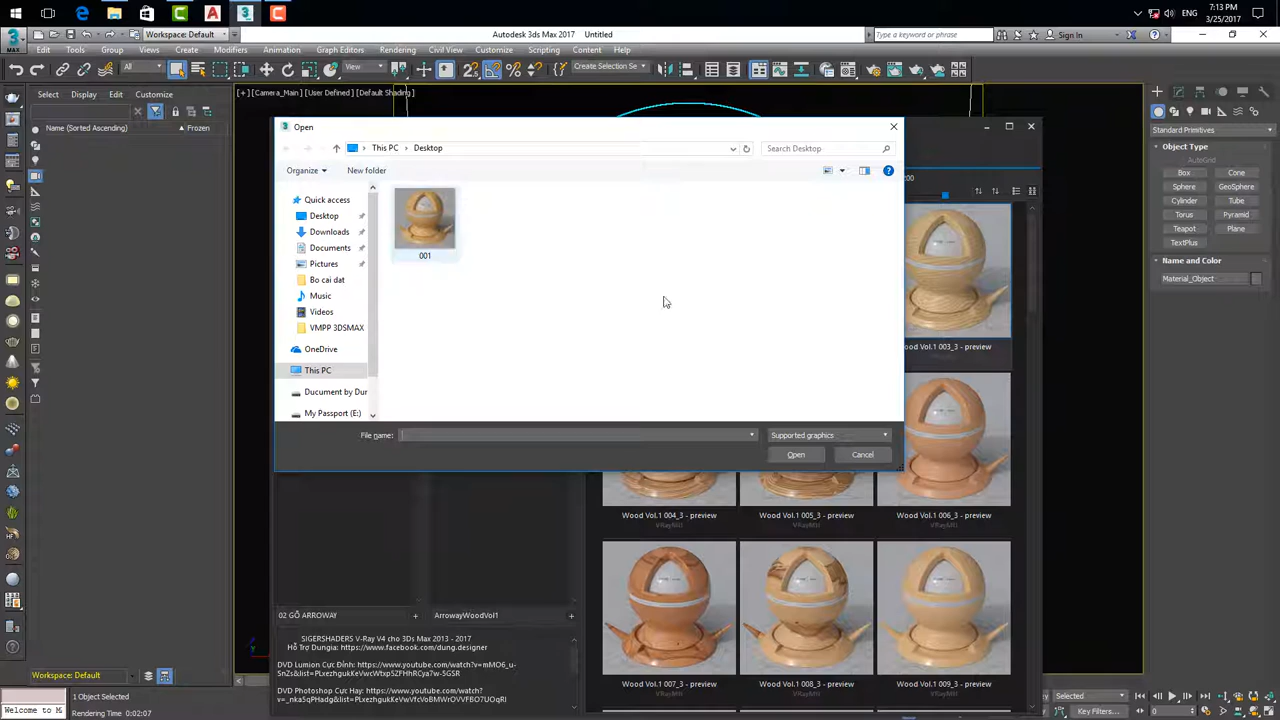 7:13 PM
ENG
3/25/2017
Workspace: Default
Autodesk 3ds Max 2017 Untitled
Type a keyword or phrase
Sign In
MAX
Edit Tools Group Views Create Modifiers Animation Graph Editors Rendering Civil View Customize Scripting Content Help
All
View
Create Selection Se
Select Display Edit Customize
[+] [Camera_Main] [User Defined] [Default Shading]
Name (Sorted Ascending)
Frozen
Open
This PC
Desktop
Search Desktop
Organize
New folder
Quick access
Desktop
Downloads
Documents
Pictures
Bo cai dat
Music
Videos
VMPP 3DSMAX
OneDrive
This PC
Ducument by Dur
My Passport (E:)
001
File name:
Supported graphics
Open
Cancel
Standard Primitives
Object Type
AutoGrid
Box Cone
Sphere GeoSphere
Cylinder Tube
Torus Pyramid
Teapot Plane
TextPlus
Name and Color
Material_Object
ood Vol.1 003_3 - preview
Wood Vol.1 004_3 - preview
VRayMtl
Wood Vol.1 005_3 - preview
VRayMtl
Wood Vol.1 006_3 - preview
VRayMtl
Wood Vol.1 007_3 - preview
Wood Vol.1 008_3 - preview
Wood Vol.1 009_3 - preview
02 GỖ ARROWAY
+
ArrowayWoodVol1
+
SIGERSHADERS V-Ray V4 cho 3Ds Max 2013 - 2017
Hỗ Trợ Dungia: https://www.facebook.com/dung.designer
DVD Lumion Cực Đỉnh: https://www.youtube.com/watch?v=mMO6_u-
DVD Photoshop Cực Hay: https://www.youtube.com/watch?
Workspace: Default
Welcome to M
1 Object Selected
Rendering Time 0:02:07
Selected
Key Filters...
0